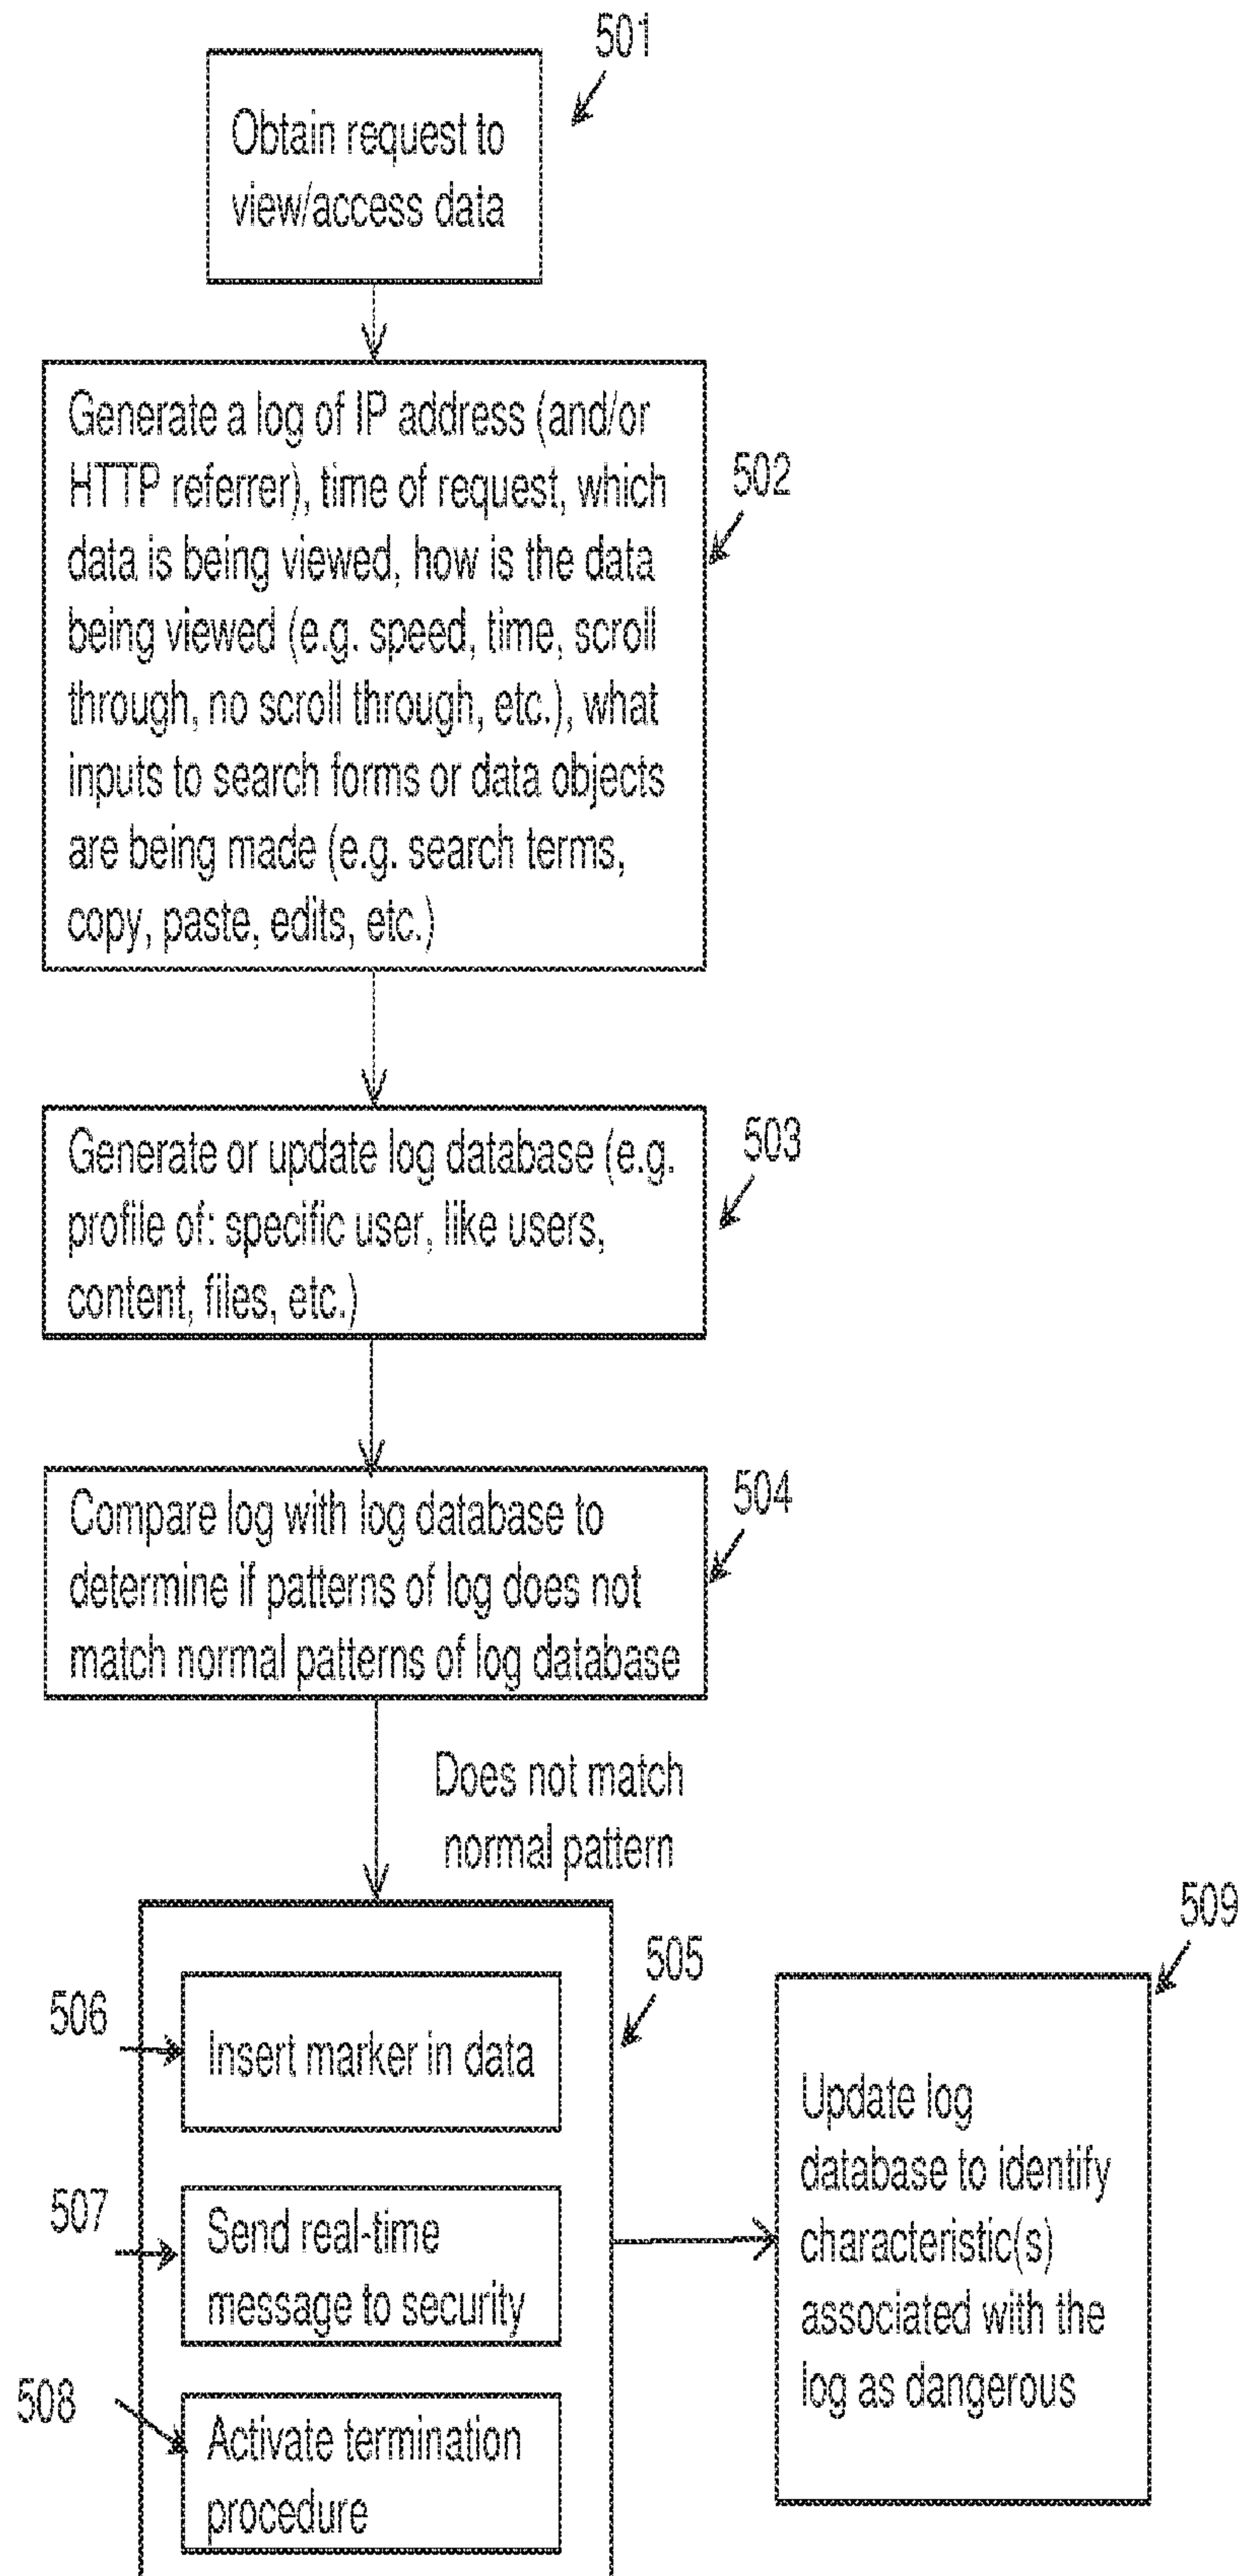 501
Obtain request to
view/access data
Generate a log of IP address (and/or
HTTP referrer), time of request, which
data is being viewed, how is the data
being viewed (e.g. speed, time, scroll
through, no scroll through, etc.), what
inputs to search forms or data objects
are being made (e.g. search terms,
copy, paste, edits, etc.)
502
Generate or update log database (e.g.
profile of: specific user, like users,
content, files, etc.)
503
Compare log with log database to
determine if patterns of log does not
match normal patterns of log database
504
Does not match
normal pattern
505
506
Insert marker in data
507
Send real-time
message to security
508
Activate termination
procedure
509
Update log
database to identify
characteristic(s)
associated with the
log as dangerous